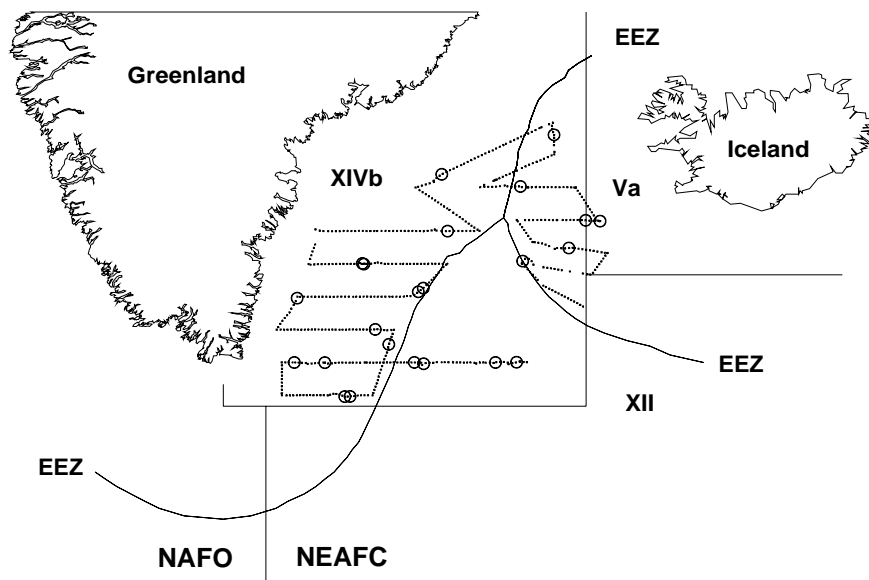 EEZ
Greenland
Iceland
XIVb
Va
EEZ
XII
EEZ
NAFO
NEAFC